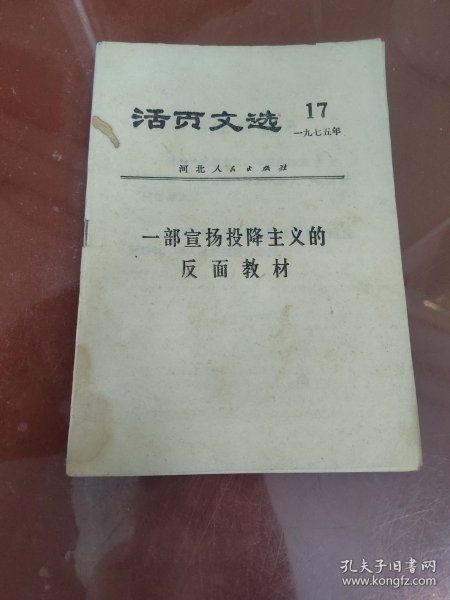 活页文选 17
一九七五年
河北人民出版社
一部宣扬投降主义的
反面教材
孔夫子旧书网
www.kongfz.com